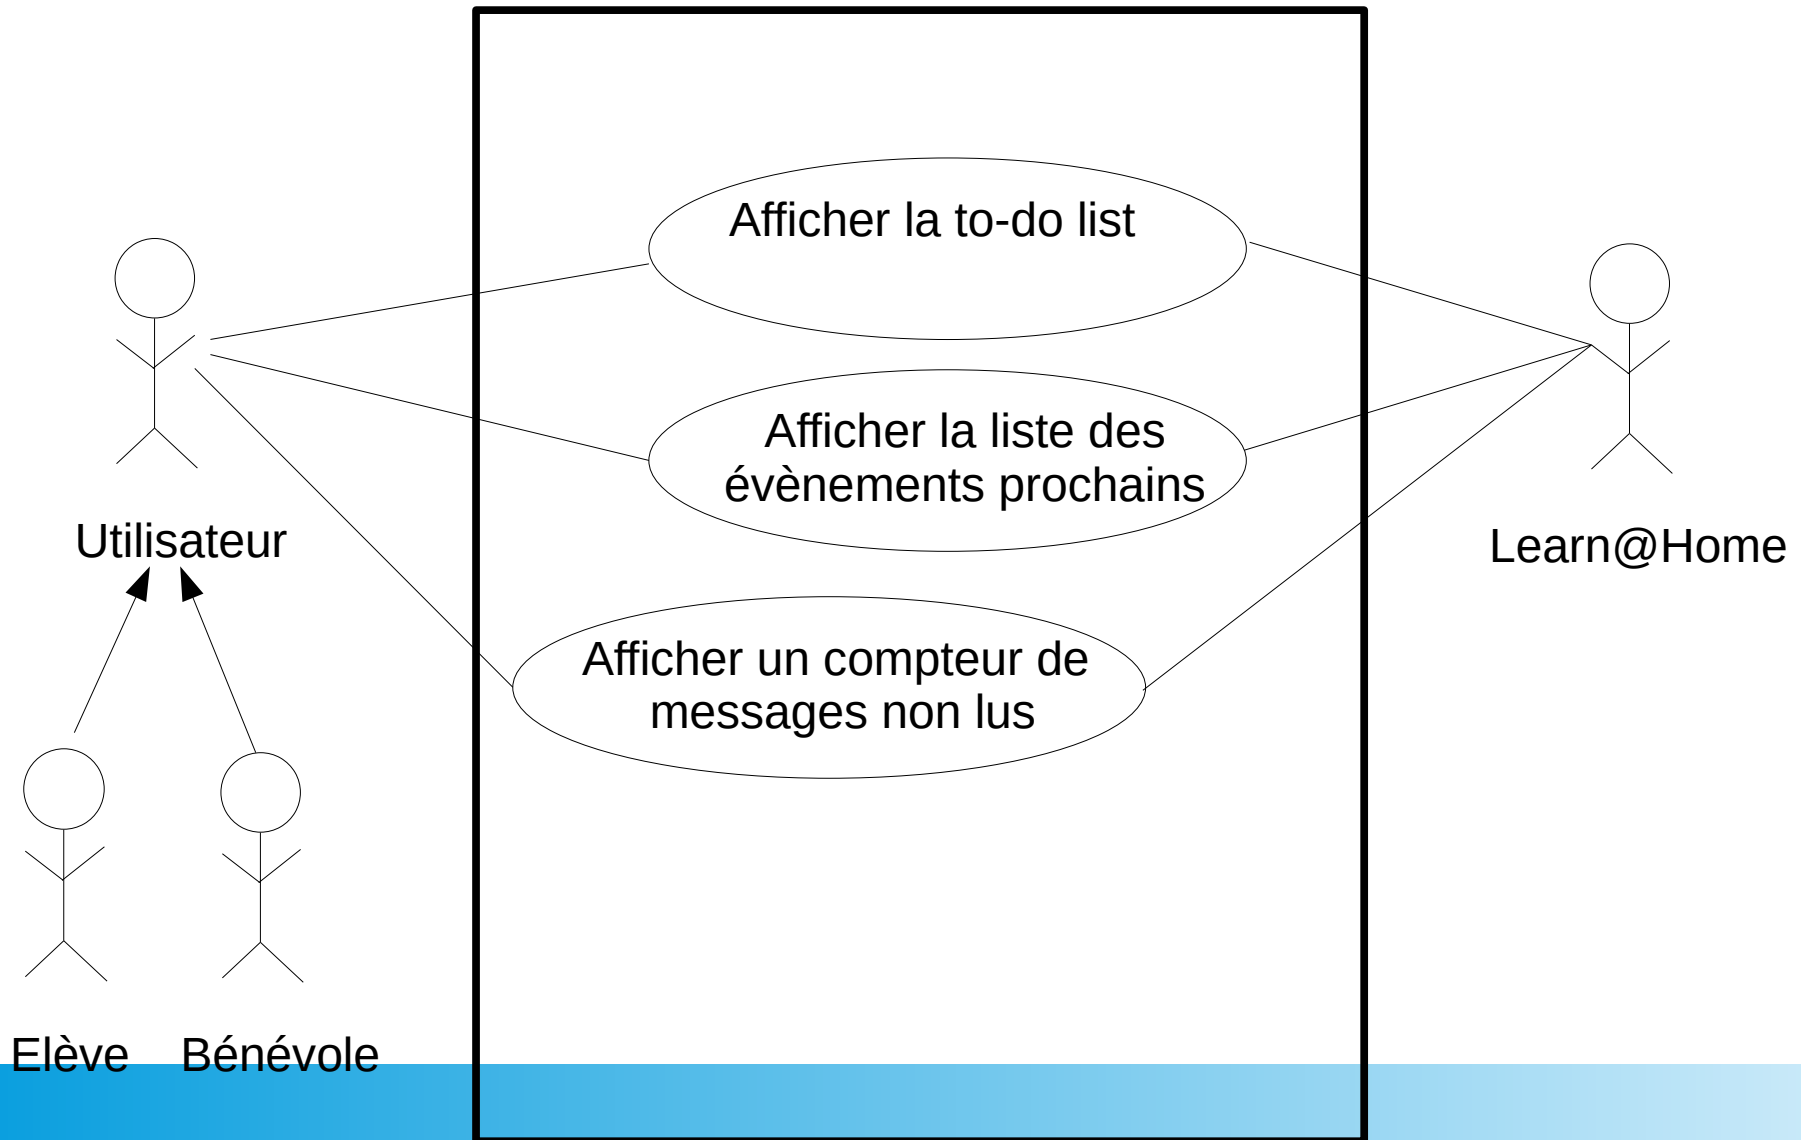 Afficher la to-do list
Afficher la liste des
évènements prochains
Utilisateur
Learn@Home
Afficher un compteur de
messages non lus
Elève
Bénévole